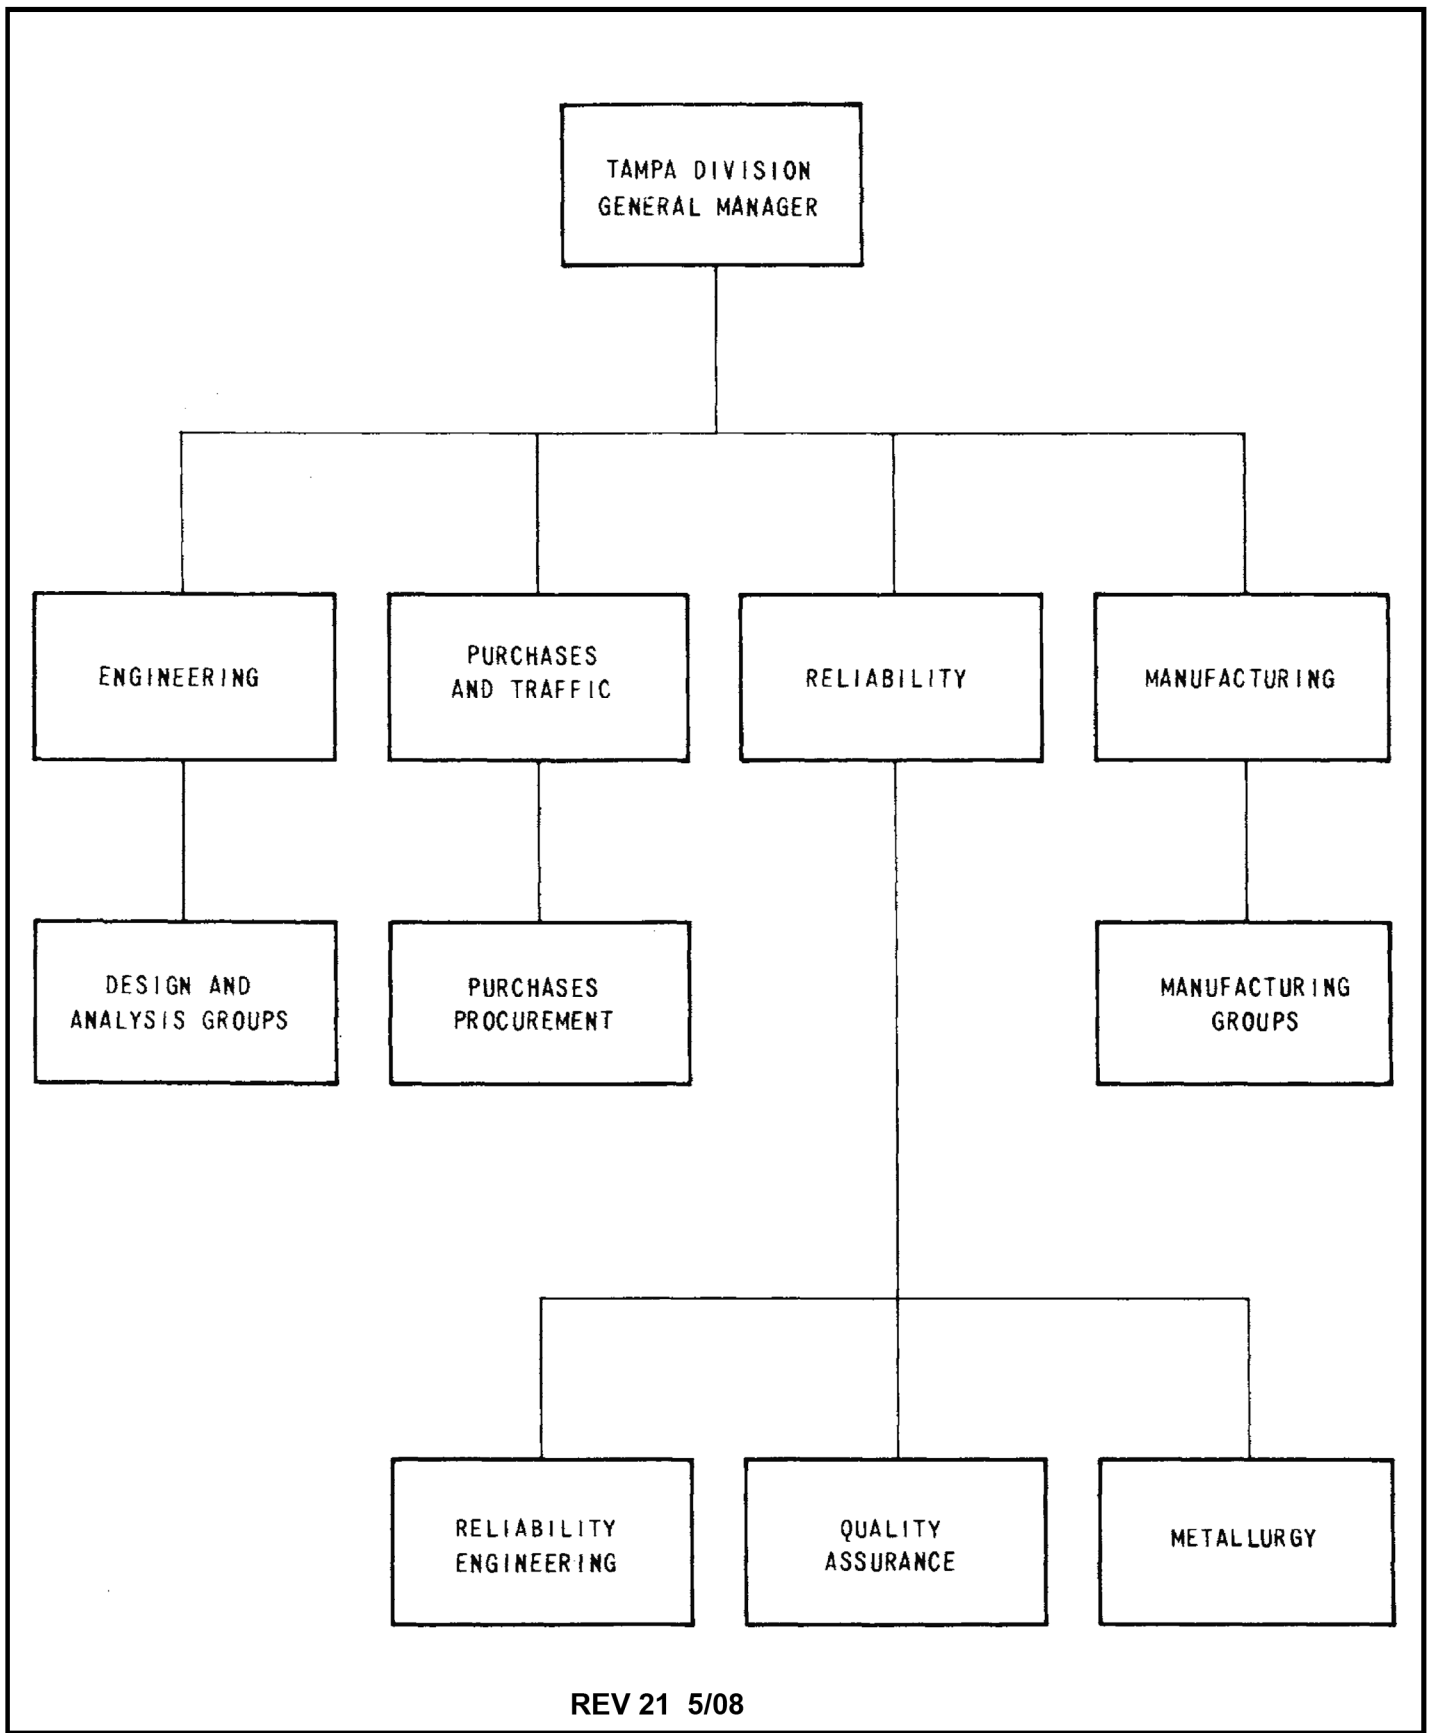 TAMPA DIVISION
GENERAL MANAGER
ENGINEERING
PURCHASES
AND TRAFFIC
RELIABILITY
MANUFACTURING
DESIGN AND
ANALYSIS GROUPS
PURCHASES
PROCUREMENT
MANUFACTURING
GROUPS
RELIABILITY
ENGINEERING
QUALITY
ASSURANCE
METALLURGY
REV 21 5/08